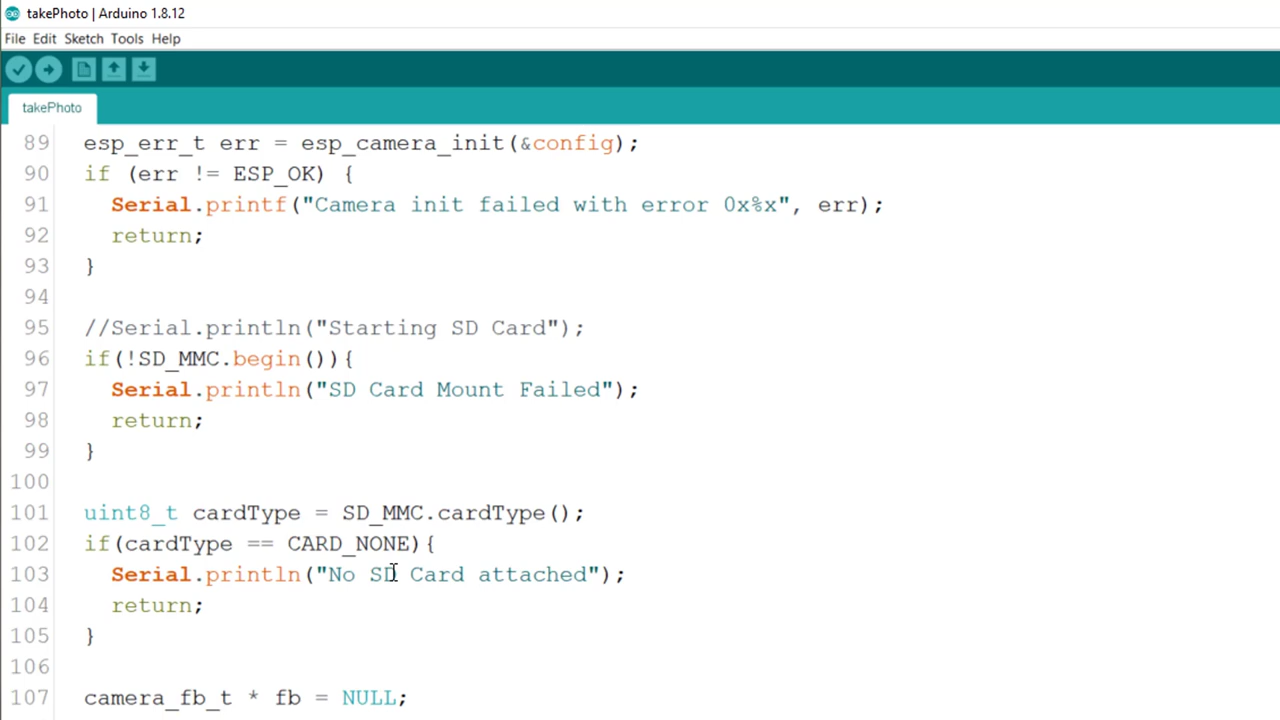 takePhoto | Arduino 1.8.12
File Edit Sketch Tools Help
takePhoto
89 esp_err_t err = esp_camera_init(&config);
90 if (err != ESP_OK) {
91 Serial.printf("Camera init failed with error 0x%x", err);
92 return;
93 }
94
95 //Serial.println("Starting SD Card");
96 if(!SD_MMC.begin()){
97 Serial.println("SD Card Mount Failed");
98 return;
99 }
100
101 uint8_t cardType = SD_MMC.cardType();
102 if(cardType == CARD_NONE){
103 Serial.println("No SD Card attached");
104 return;
105 }
106
107 camera_fb_t * fb = NULL;